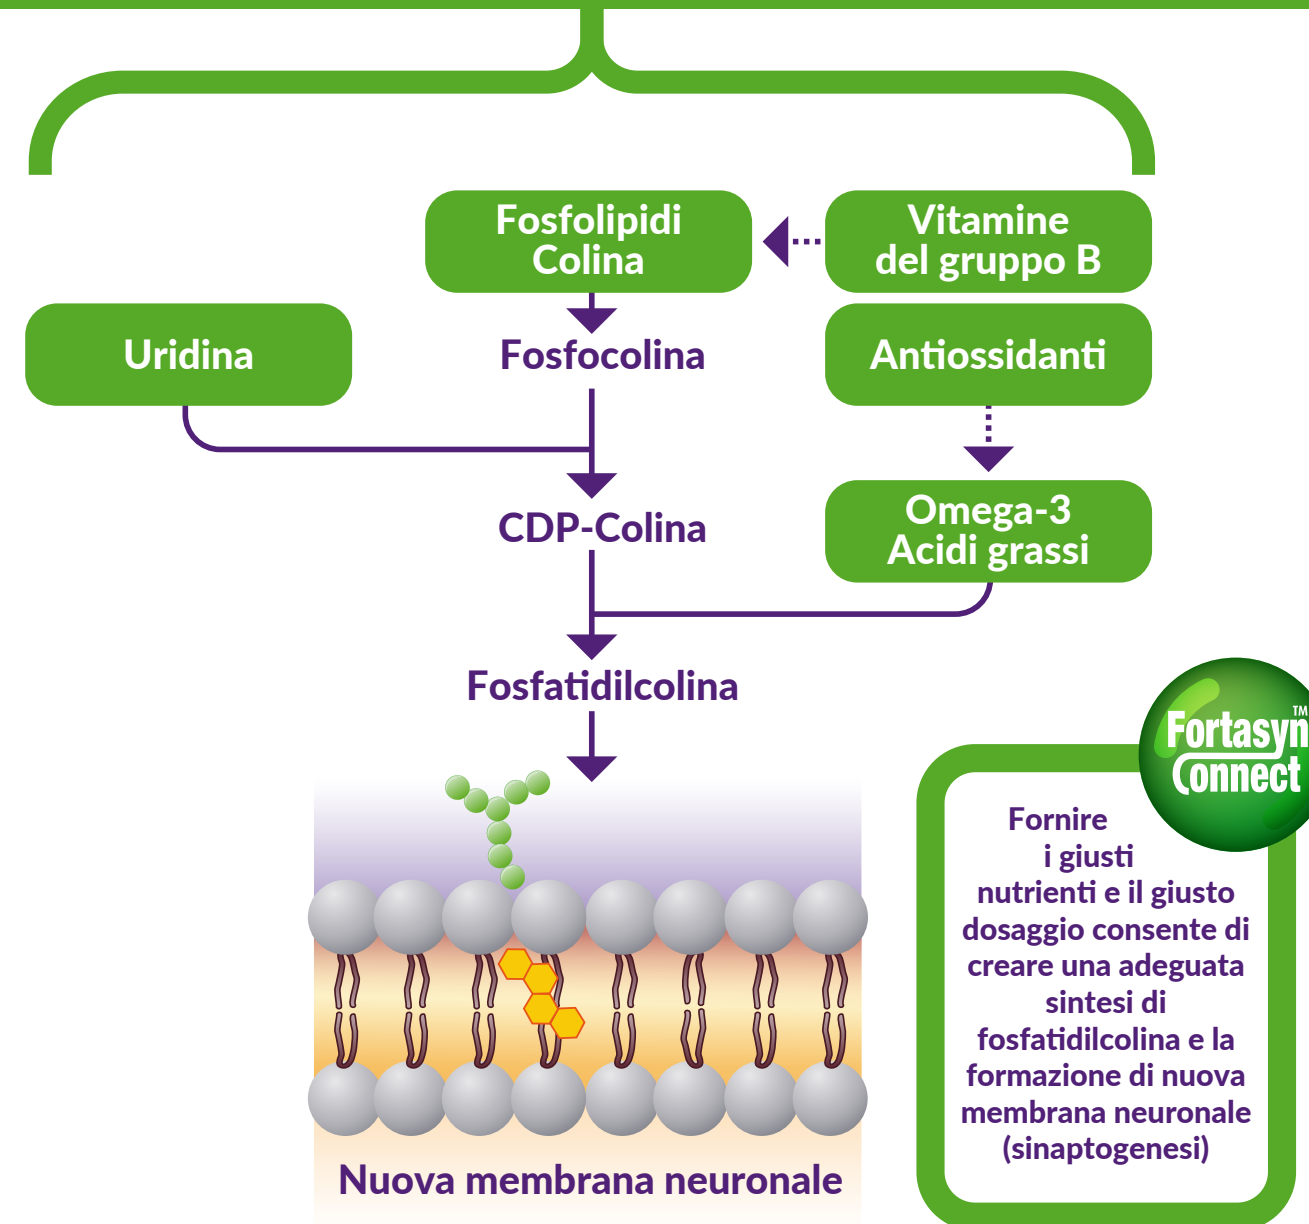 Fosfolipidi
Colina
Vitamine
del gruppo B
Uridina
Fosfocolina
Antiossidanti
CDP-Colina
Omega-3
Acidi grassi
Fosfatidilcolina
Fortasyn™
Connect
Fornire
i giusti
nutrienti e il giusto
dosaggio consente di
creare una adeguata
sintesi di
fosfatidilcolina e la
formazione di nuova
membrana neuronale
(sinaptogenesi)
Nuova membrana neuronale